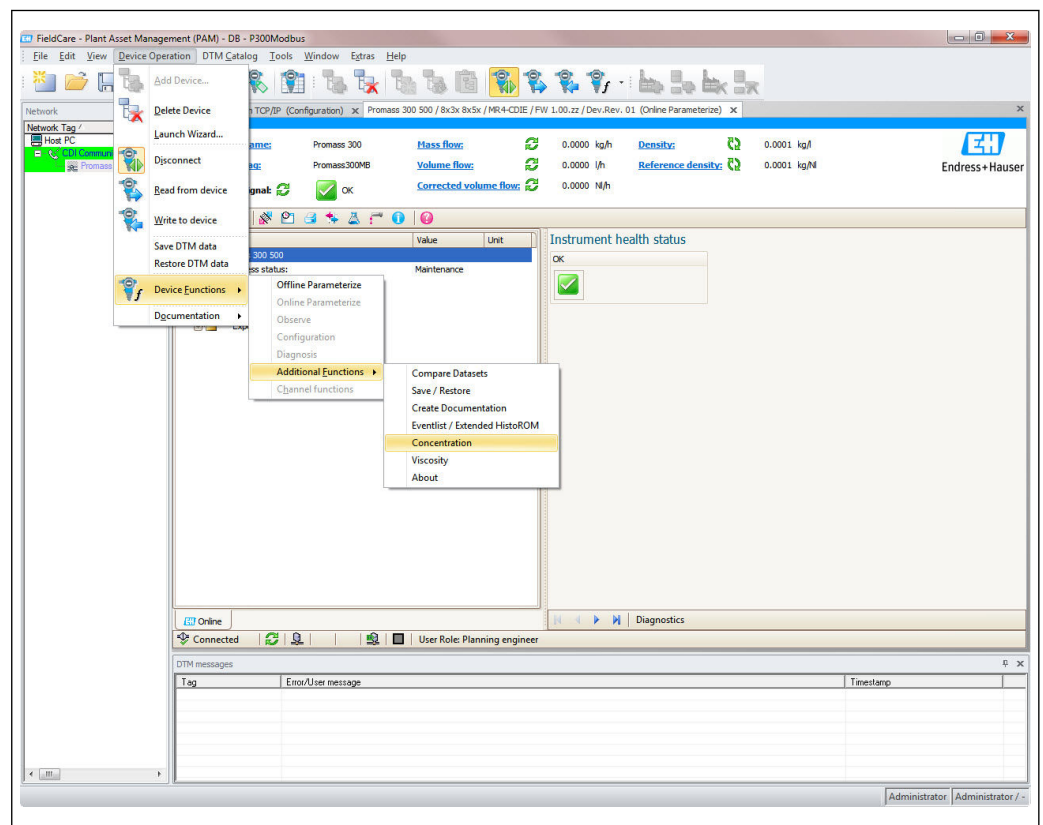 FieldCare - Plant Asset Management (PAM) - DB - P300Modbus
File Edit View Device Operation DTM Catalog Tools Window Extras Help
Network
Network Tag /
Host PC
CDI Commun
Promass
Add Device...
Delete Device
Launch Wizard...
Disconnect
Read from device
Write to device
Save DTM data
Restore DTM data
Device Functions
Documentation
TCP/IP (Configuration) x Promass 300 500 / 8x3x 8x5x / MR4-CDIE / FW 1.00.zz / Dev.Rev. 01 (Online Parameterize) x
ame: Promass 300 Mass flow: 0.0000 kg/h Density: 0.0001 kg/l
ag: Promass300MB Volume flow: 0.0000 l/h Reference density: 0.0001 kg/Nl
ignal: OK Corrected volume flow: 0.0000 Nl/h
Endress+Hauser
Value Unit
300 500
ess status: Maintenance
Exp
Offline Parameterize
Online Parameterize
Observe
Configuration
Diagnosis
Additional Functions
Channel functions
Compare Datasets
Save / Restore
Create Documentation
Eventlist / Extended HistoROM
Concentration
Viscosity
About
Instrument health status
OK
Online
Diagnostics
Connected User Role: Planning engineer
DTM messages
Tag Error/User message Timestamp
Administrator Administrator / -